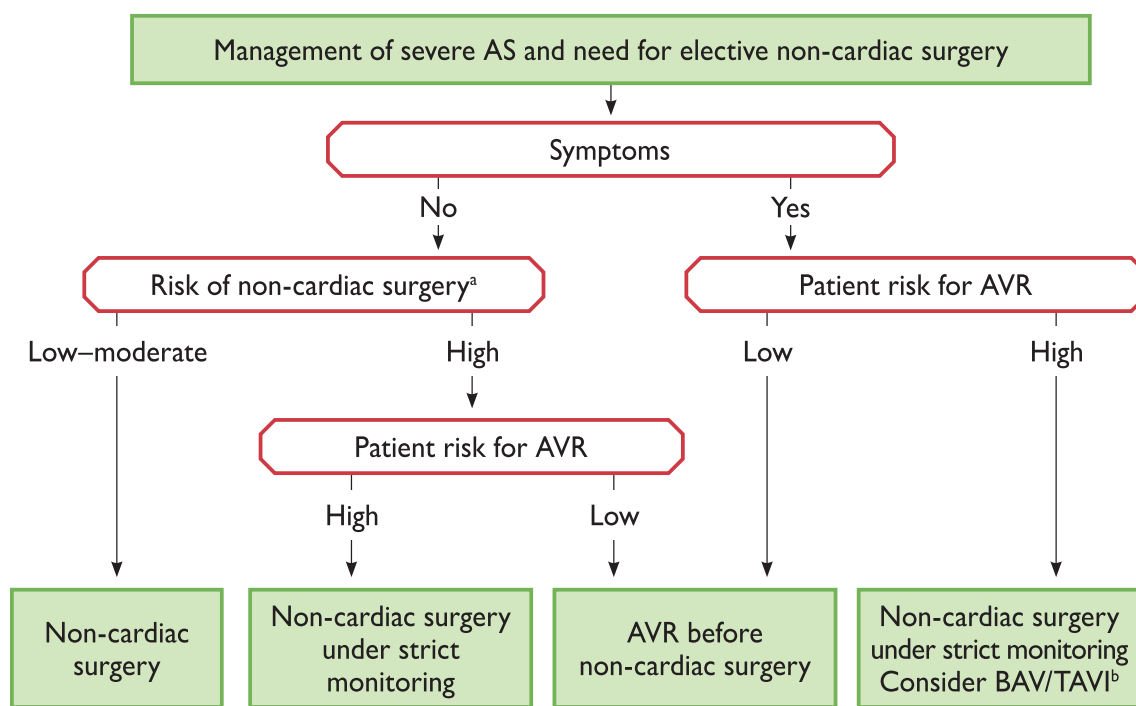 Management of severe AS and need for elective non-cardiac surgery
Symptoms
No
Yes
Risk of non-cardiac surgeryᵃ
Patient risk for AVR
Low–moderate
High
Low
High
Patient risk for AVR
High
Low
Non-cardiac
surgery
Non-cardiac surgery
under strict
monitoring
AVR before
non-cardiac surgery
Non-cardiac surgery
under strict monitoring
Consider BAV/TAVIᵇ